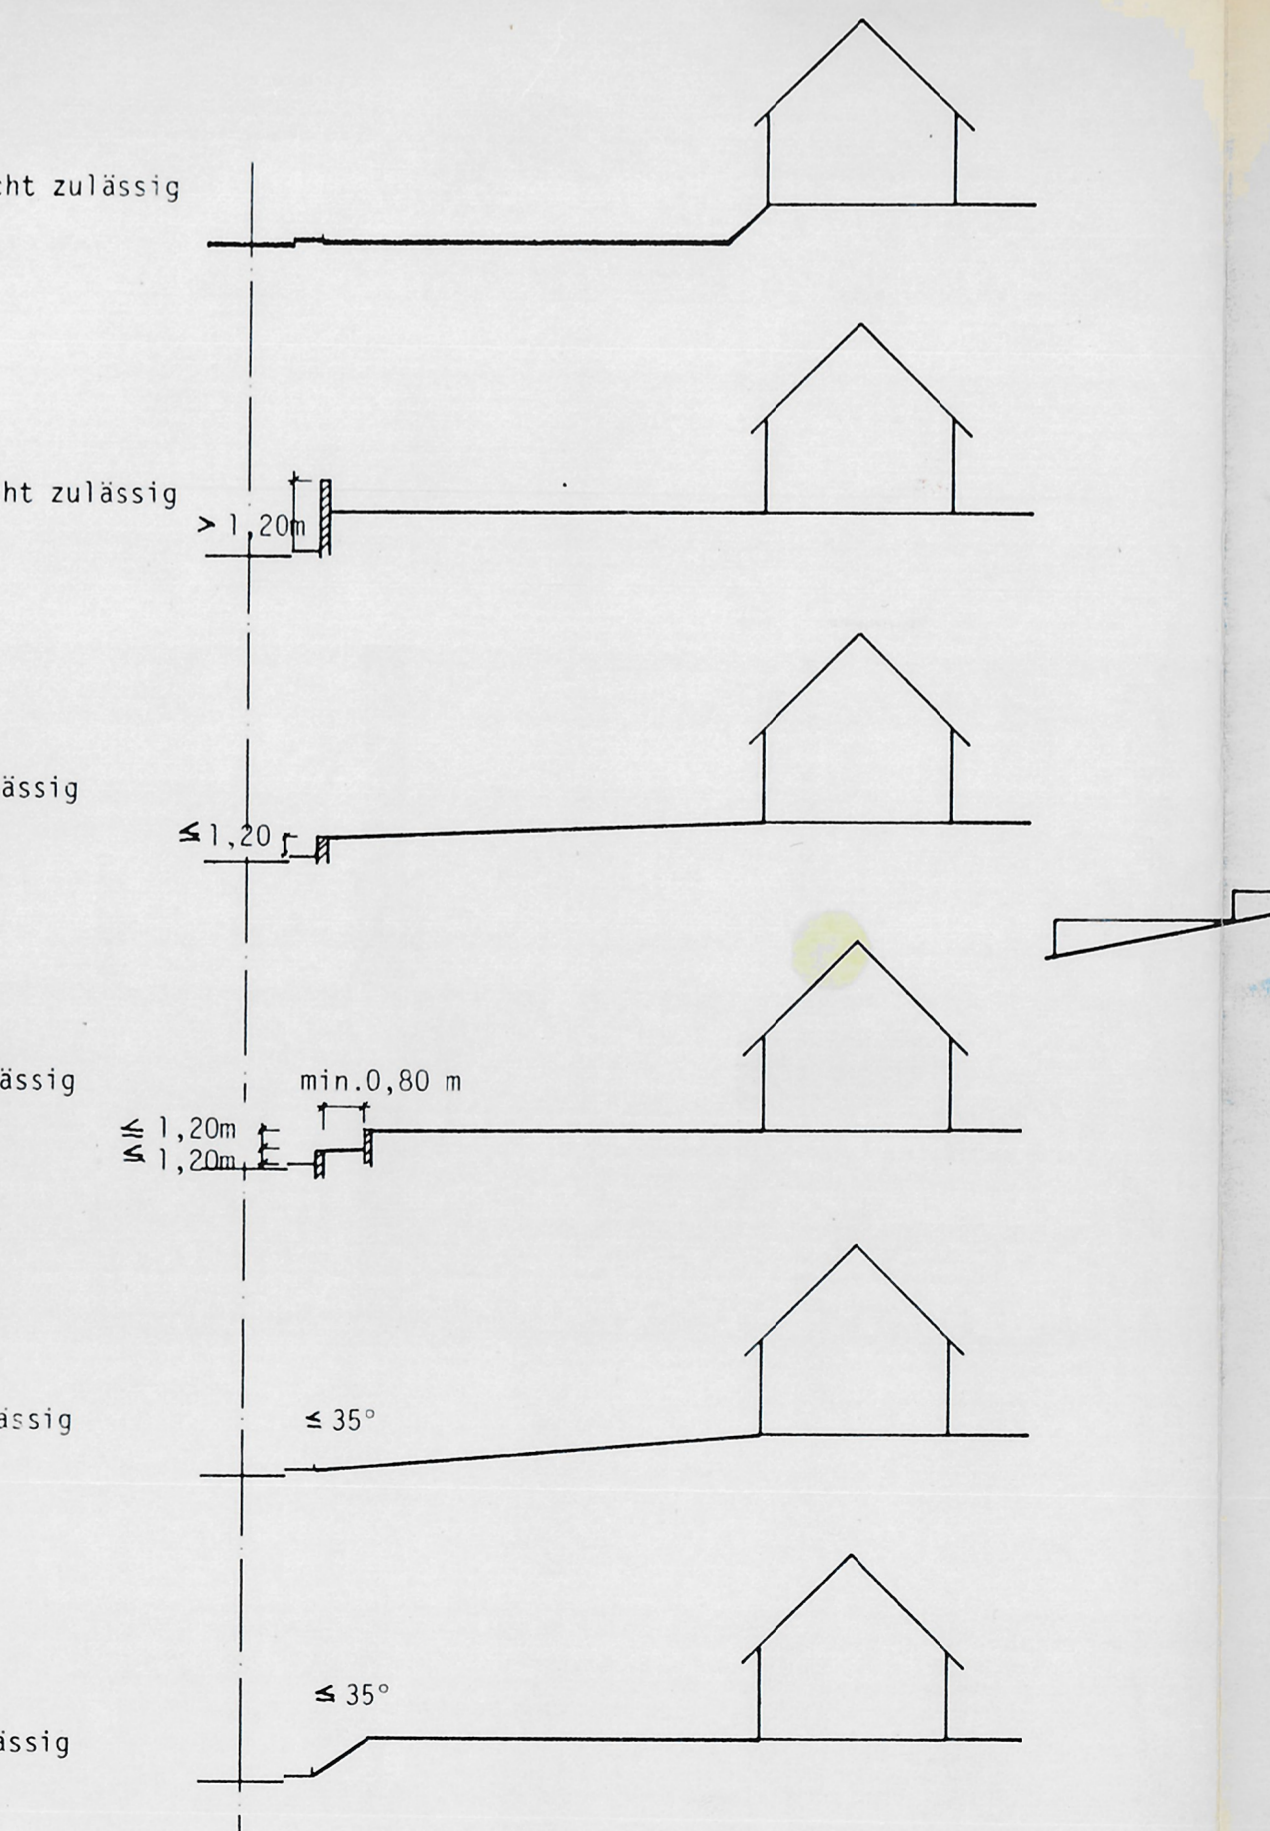 cht zulässig
ht zulässig
> 1,20m
ässig
≤ 1,20
ässig
min.0,80 m
≤ 1,20m
≤ 1,20m
ässig
≤ 35°
≤ 35°
ässig